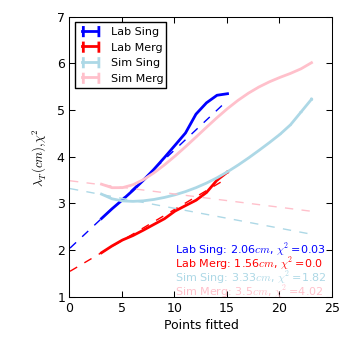 7
6
5
4
3
2
1
0
5
10
15
20
25
λ_T(cm), χ²
Points fitted
Lab Sing
Lab Merg
Sim Sing
Sim Merg
Lab Sing: 2.06cm, χ² =0.03
Lab Merg: 1.56cm, χ² =0.0
Sim Sing: 3.33cm, χ² =1.82
Sim Merg: 3.5cm, χ² =4.02